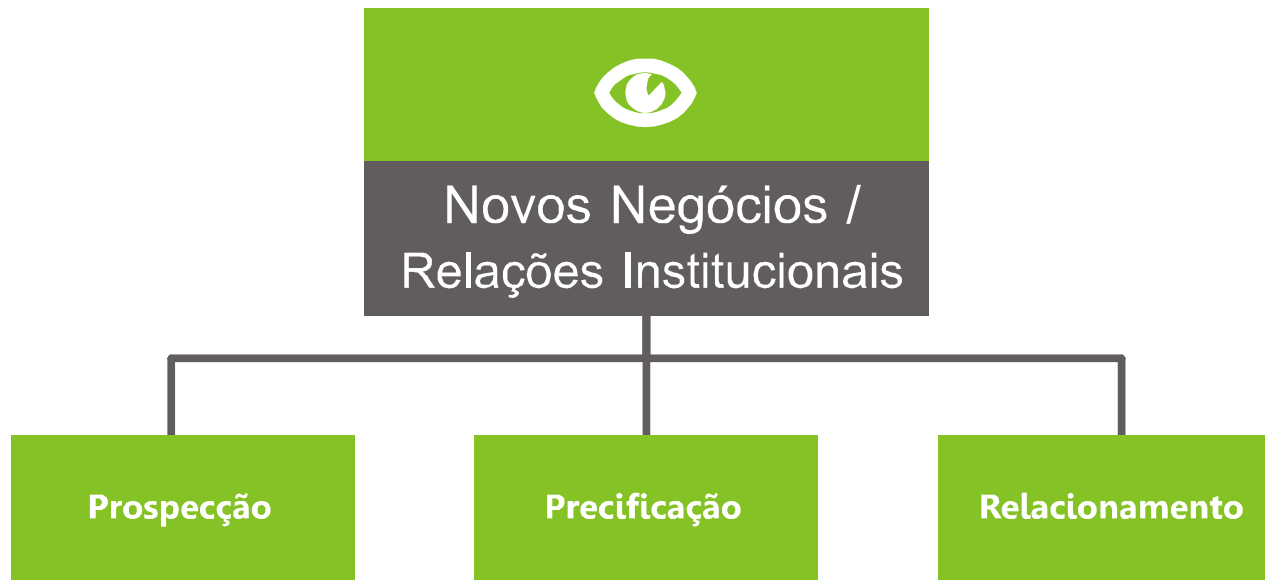 Novos Negócios /
Relações Institucionais
Prospecção
Precificação
Relacionamento